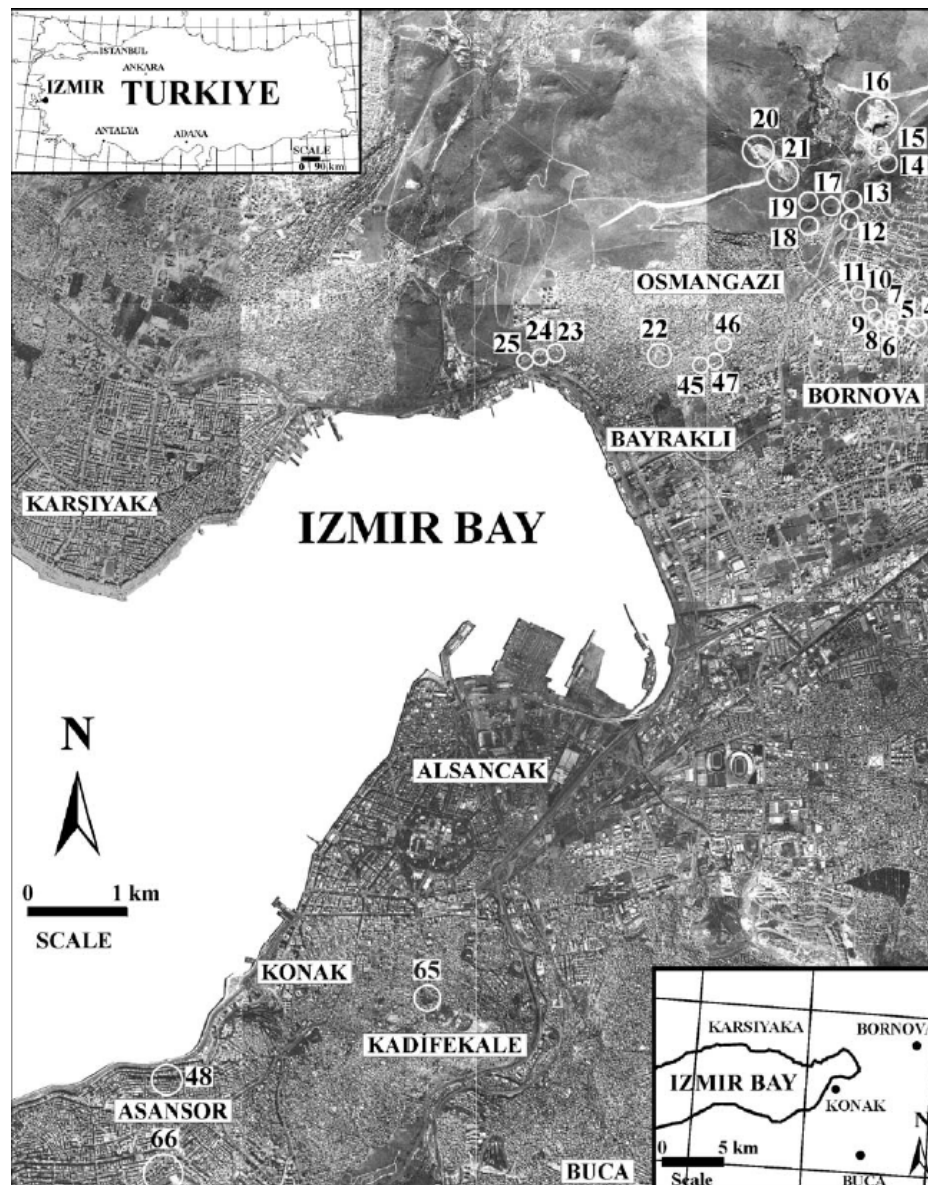 ISTANBUL
ANKARA
IZMIR TURKIYE
ANTALYA
ADANA
SCALE
0 90 km
16
20
15
21
14
17
13
19
18
12
OSMANGAZI
11
10
7
5
4
9
8
6
46
25
24
23
22
45
47
BORNOVA
BAYRAKLI
KARŞIYAKA
IZMIR BAY
N
ALSANCAK
0 1 km
SCALE
KONAK
65
KADİFEKALE
48
ASANSOR
66
BUCA
KARSIYAKA
BORNOVA
IZMIR BAY
KONAK
N
0 5 km
Scale
BUCA